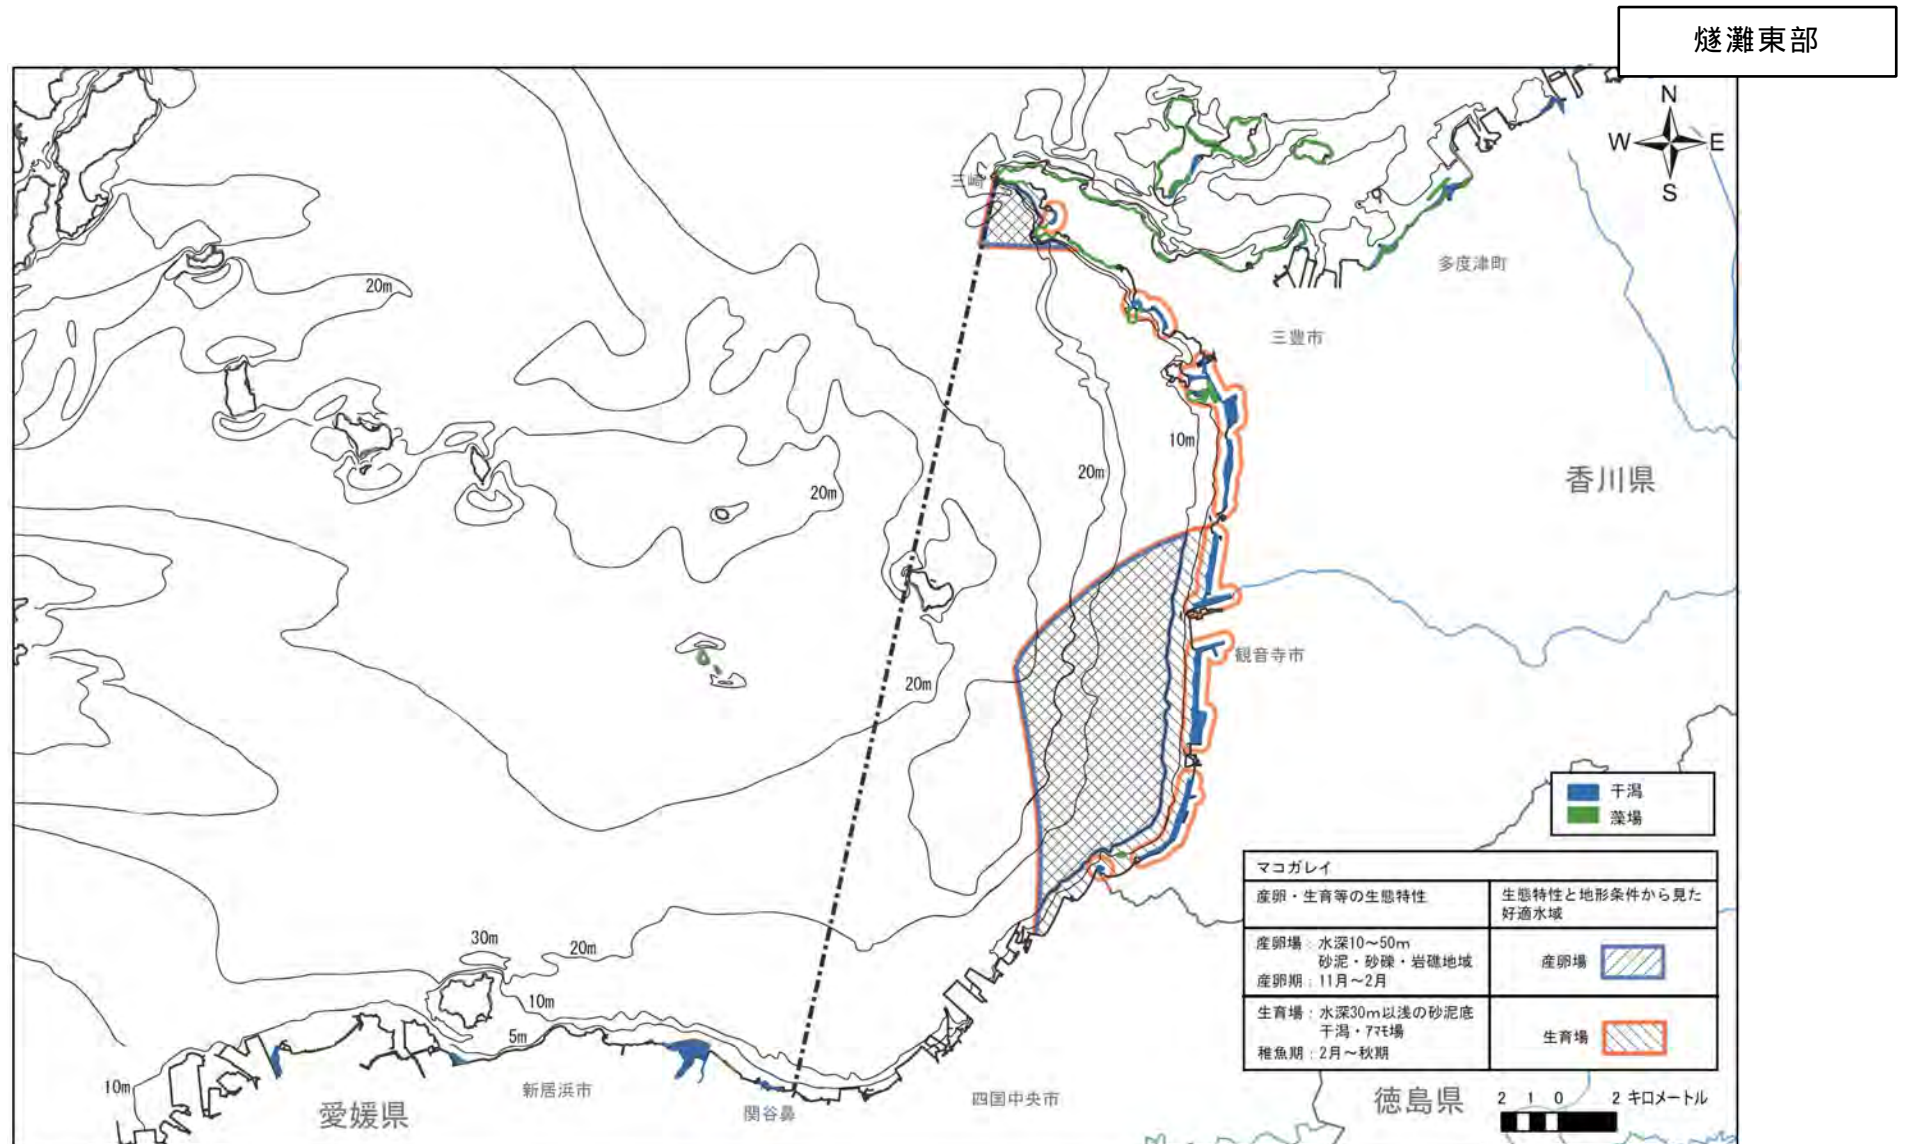 燧灘東部
N
W E
S
三崎
多度津町
20m
三豊市
10m
20m
20m
香川県
観音寺市
20m
干潟
藻場
マコガレイ
産卵・生育等の生態特性
生態特性と地形条件から見た
好適水域
産卵場：水深10～50m
砂泥・砂礫・岩礁地域
産卵期：11月～2月
産卵場
生育場：水深30m以浅の砂泥底
干潟・アマモ場
稚魚期：2月～秋期
生育場
30m
20m
10m
5m
10m
新居浜市
関谷鼻
四国中央市
愛媛県
徳島県
2 1 0 2 キロメートル